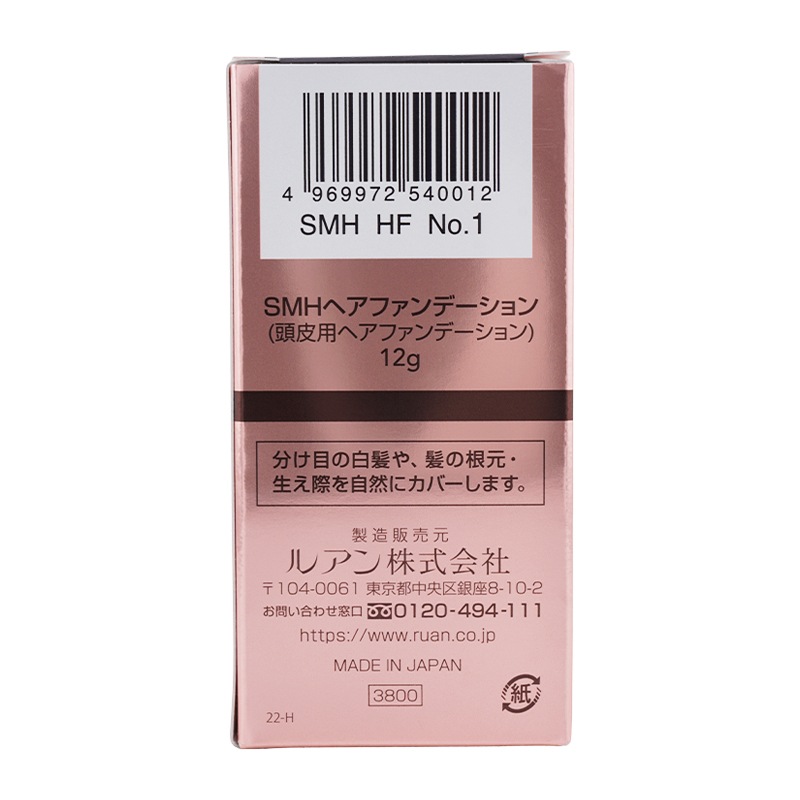 4 969972 540012
SMH HF No.1
SMHヘアファンデーション
(頭皮用ヘアファンデーション)
12g
分け目の白髪や、髪の根元・
生え際を自然にカバーします。
製造販売元
ルアン株式会社
〒104-0061 東京都中央区銀座8-10-2
お問い合わせ窓口 0120-494-111
https://www.ruan.co.jp
MADE IN JAPAN
3800
紙
22-H